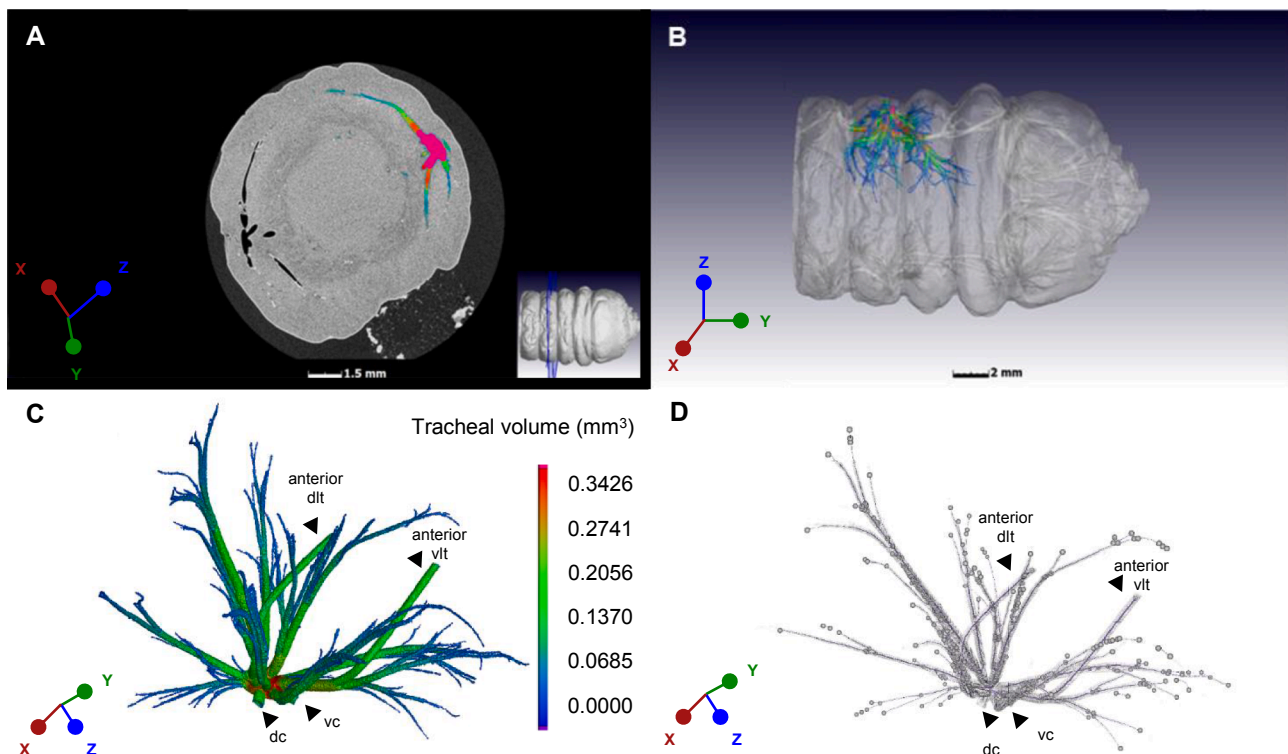 A
X
Z
Y
1.5 mm
B
Z
Y
X
2 mm
C
Tracheal volume (mm³)
anterior
dlt
anterior
vlt
0.3426
0.2741
0.2056
0.1370
0.0685
0.0000
Y
X
Z
dc
vc
D
anterior
dlt
anterior
vlt
Y
X
Z
dc
vc